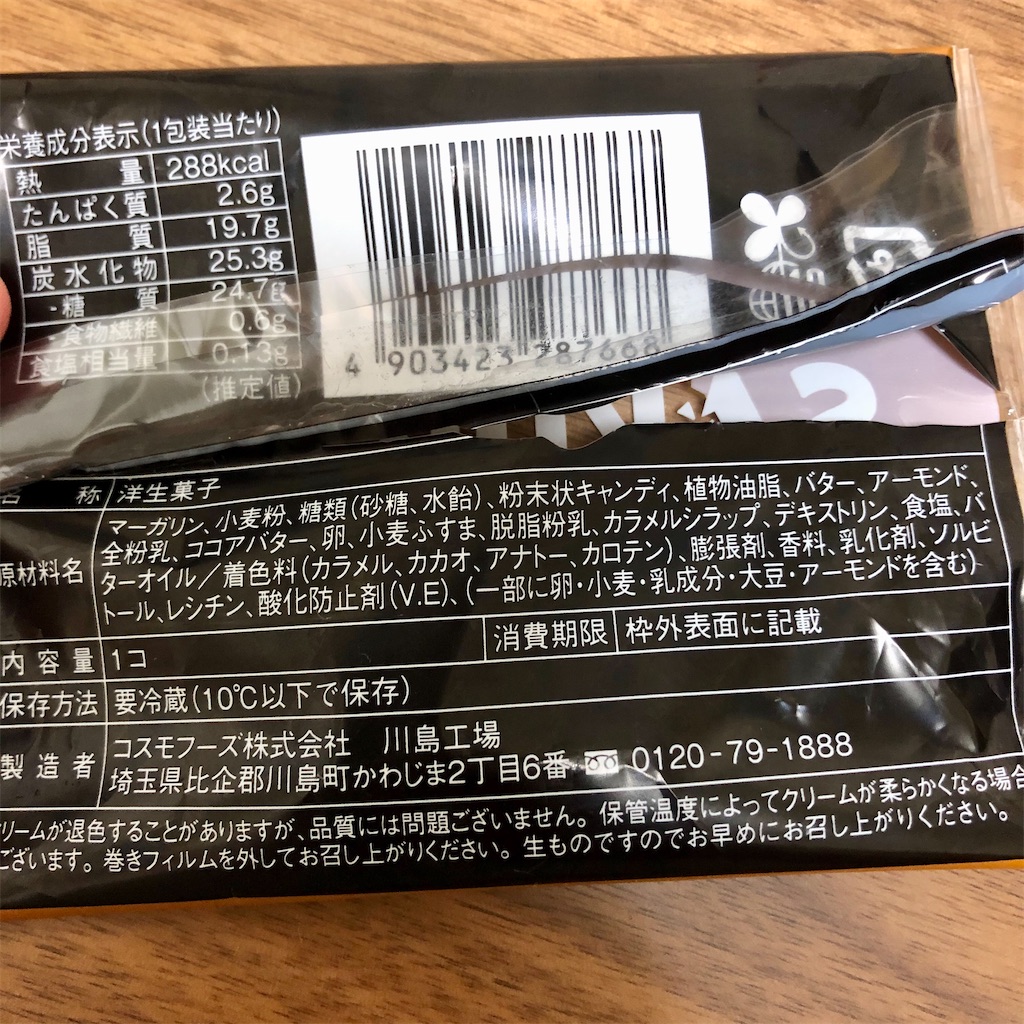 栄養成分表示(1包装当たり)
熱量 288kcal
たんぱく質 2.6g
脂質 19.7g
炭水化物 25.3g
-糖質 24.7g
-食物繊維 0.6g
食塩相当量 0.13g
(推定値)
4 903423 287668
称 洋生菓子
原材料名 マーガリン、小麦粉、糖類(砂糖、水飴)、粉末状キャンディ、植物油脂、バター、アーモンド、
全粉乳、ココアバター、卵、小麦ふすま、脱脂粉乳、カラメルシラップ、デキストリン、食塩、バ
ターオイル／着色料(カラメル、カカオ、アナトー、カロテン)、膨張剤、香料、乳化剤、ソルビ
トール、レシチン、酸化防止剤(V.E)、(一部に卵・小麦・乳成分・大豆・アーモンドを含む)
内容量 1コ 消費期限 枠外表面に記載
保存方法 要冷蔵(10℃以下で保存)
製造者 コスモフーズ株式会社 川島工場
埼玉県比企郡川島町かわじま2丁目6番 0120-79-1888
リームが退色することがありますが、品質には問題ございません。保管温度によってクリームが柔らかくなる場合
ございます。巻きフィルムを外してお召し上がりください。生ものですのでお早めにお召し上がりください。